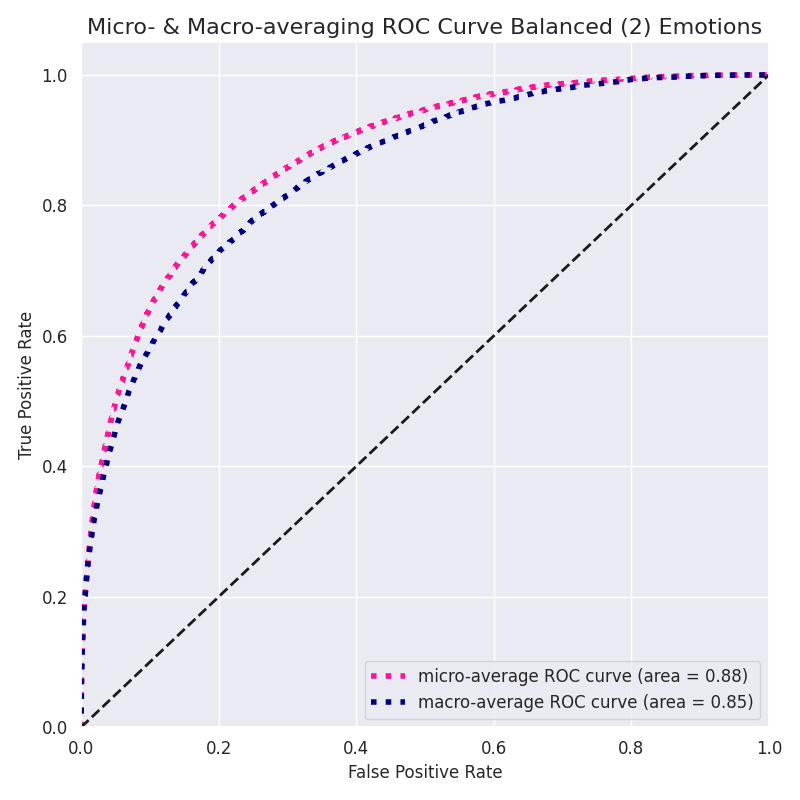 Micro- & Macro-averaging ROC Curve Balanced (2) Emotions
1.0
0.8
0.6
0.4
0.2
0.0
True Positive Rate
0.0 0.2 0.4 0.6 0.8 1.0
False Positive Rate
micro-average ROC curve (area = 0.88)
macro-average ROC curve (area = 0.85)